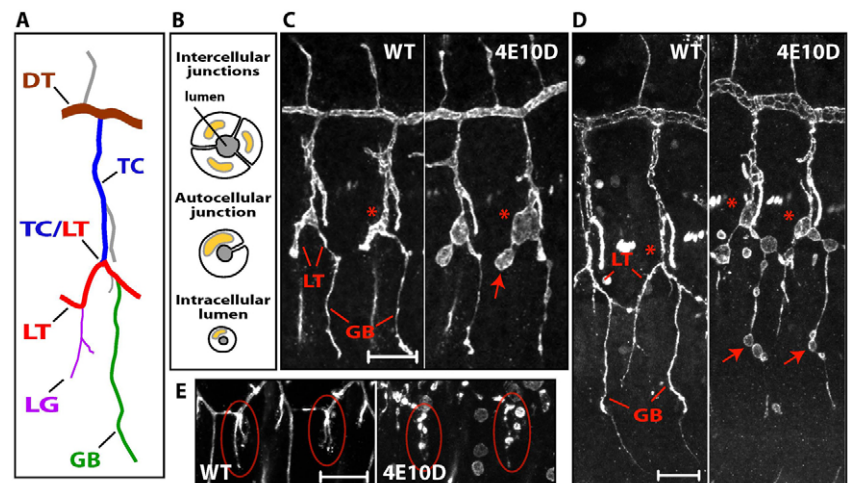 A
DT
TC
TC/LT
LT
LG
GB
B
Intercellular
junctions
lumen
Autocellular
junction
Intracellular
lumen
C
WT
4E10D
*
*
LT
GB
D
WT
4E10D
*
*
*
LT
GB
E
WT
4E10D